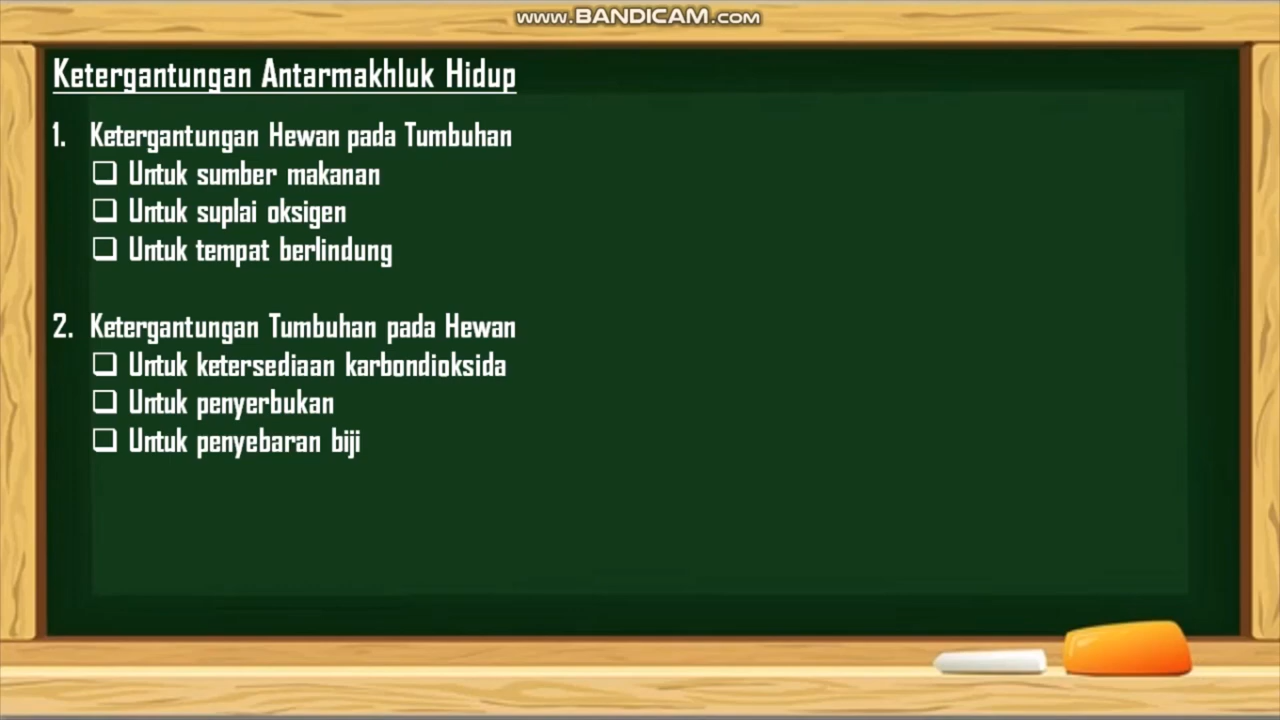 www.BANDICAM.com
Ketergantungan Antarmakhluk Hidup
1. Ketergantungan Hewan pada Tumbuhan
❑ Untuk sumber makanan
❑ Untuk suplai oksigen
❑ Untuk tempat berlindung
2. Ketergantungan Tumbuhan pada Hewan
❑ Untuk ketersediaan karbondioksida
❑ Untuk penyerbukan
❑ Untuk penyebaran biji